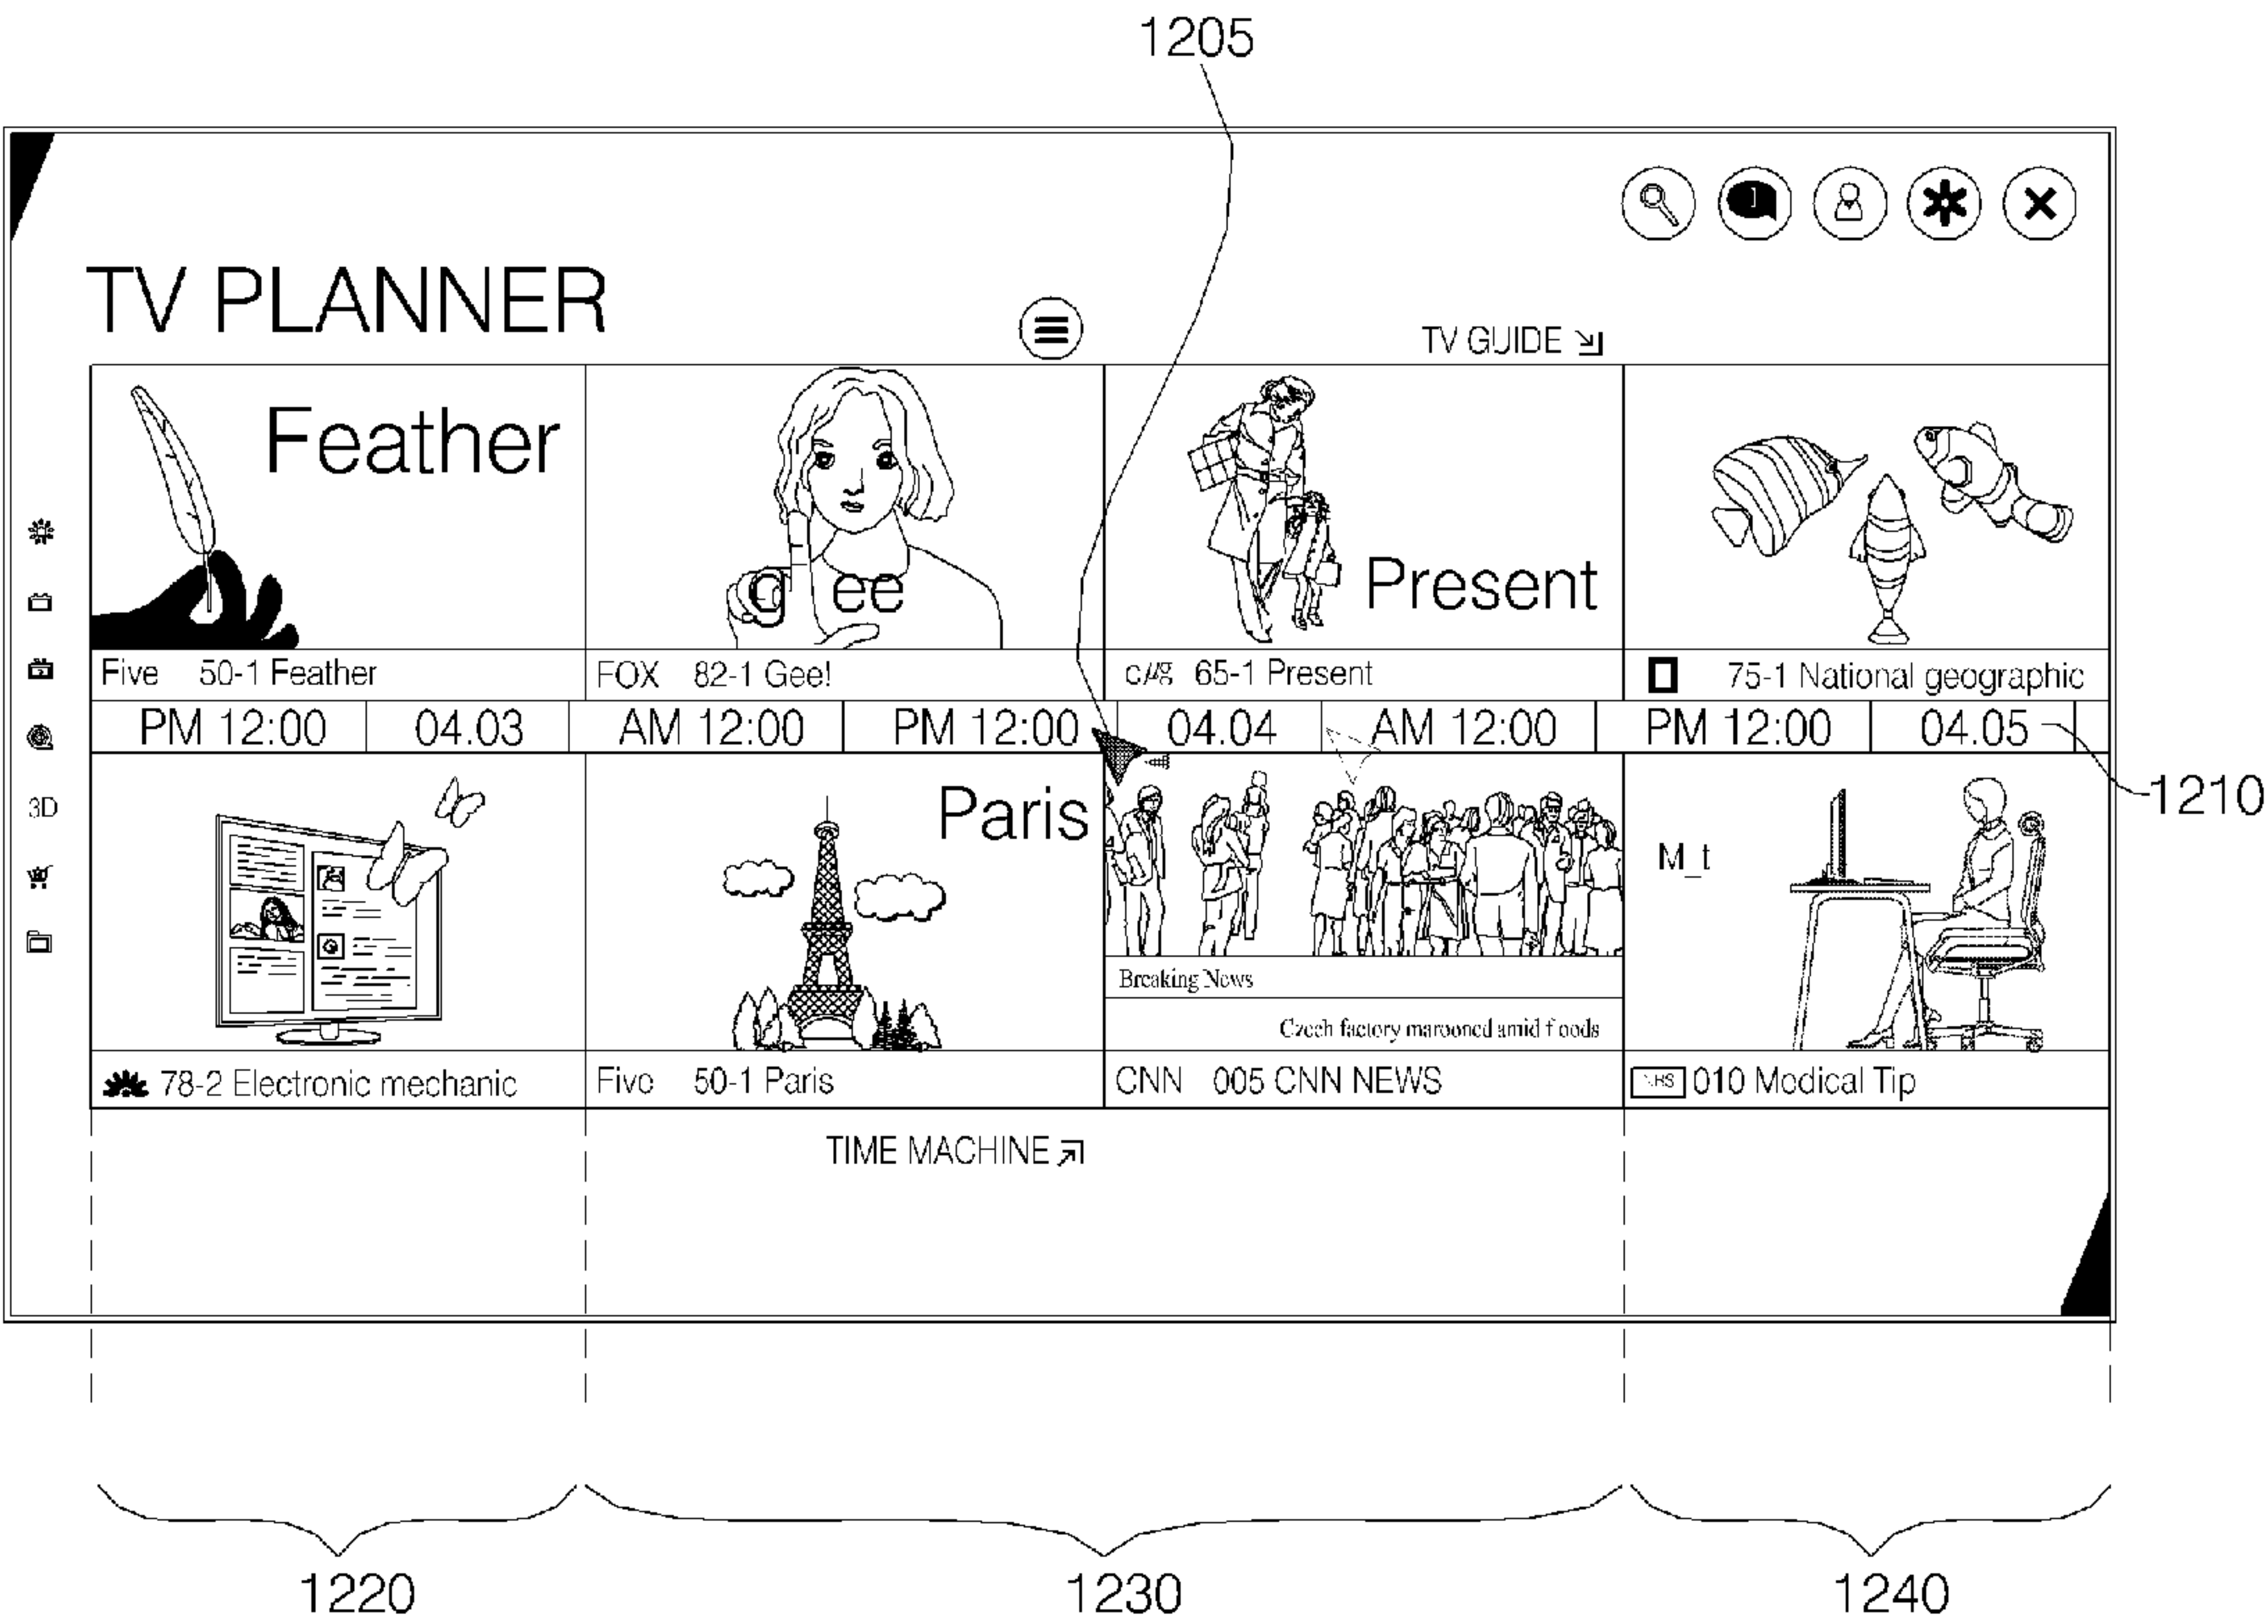 1205
TV PLANNER
TV GUIDE
Feather
g ee
Present
Five 50-1 Feather
FOX 82-1 Gee!
65-1 Present
75-1 National geographic
PM 12:00 04.03 AM 12:00 PM 12:00 04.04 AM 12:00 PM 12:00 04.05
1210
3D
Paris
M_t
Breaking News
Czech factory marooned amid f oods
78-2 Electronic mechanic
Five 50-1 Paris
CNN 005 CNN NEWS
010 Medical Tip
TIME MACHINE
1220
1230
1240